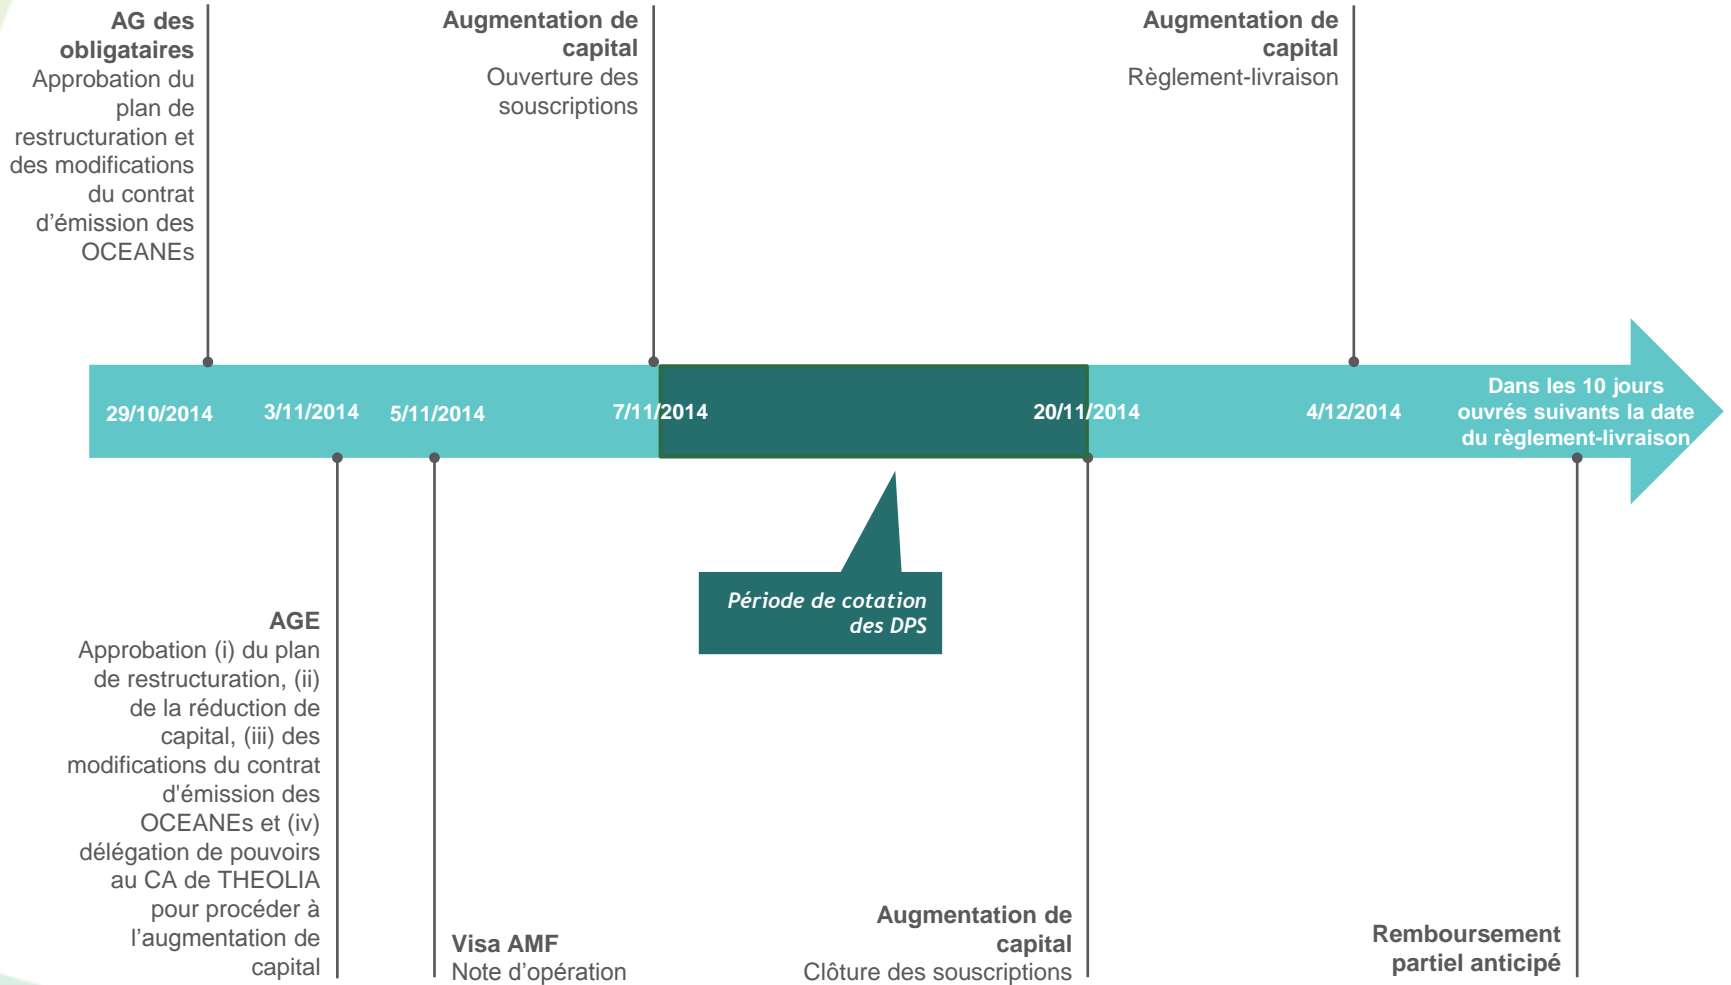 AG des
obligataires
Approbation du
plan de
restructuration et
des modifications
du contrat
d’émission des
OCEANEs
Augmentation de
capital
Ouverture des
souscriptions
Augmentation de
capital
Règlement-livraison
29/10/2014
3/11/2014
5/11/2014
7/11/2014
20/11/2014
4/12/2014
Dans les 10 jours
ouvrés suivants la date
du règlement-livraison
Période de cotation
des DPS
AGE
Approbation (i) du plan
de restructuration, (ii)
de la réduction de
capital, (iii) des
modifications du contrat
d'émission des
OCEANEs et (iv)
délégation de pouvoirs
au CA de THEOLIA
pour procéder à
l’augmentation de
capital
Visa AMF
Note d’opération
Augmentation de
capital
Clôture des souscriptions
Remboursement
partiel anticipé